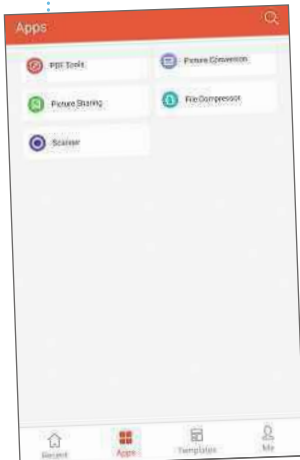 Apps
PDF Tools
Picture Conversion
Picture Sharing
File Compressor
Scanner
Recent
Apps
Templates
Me